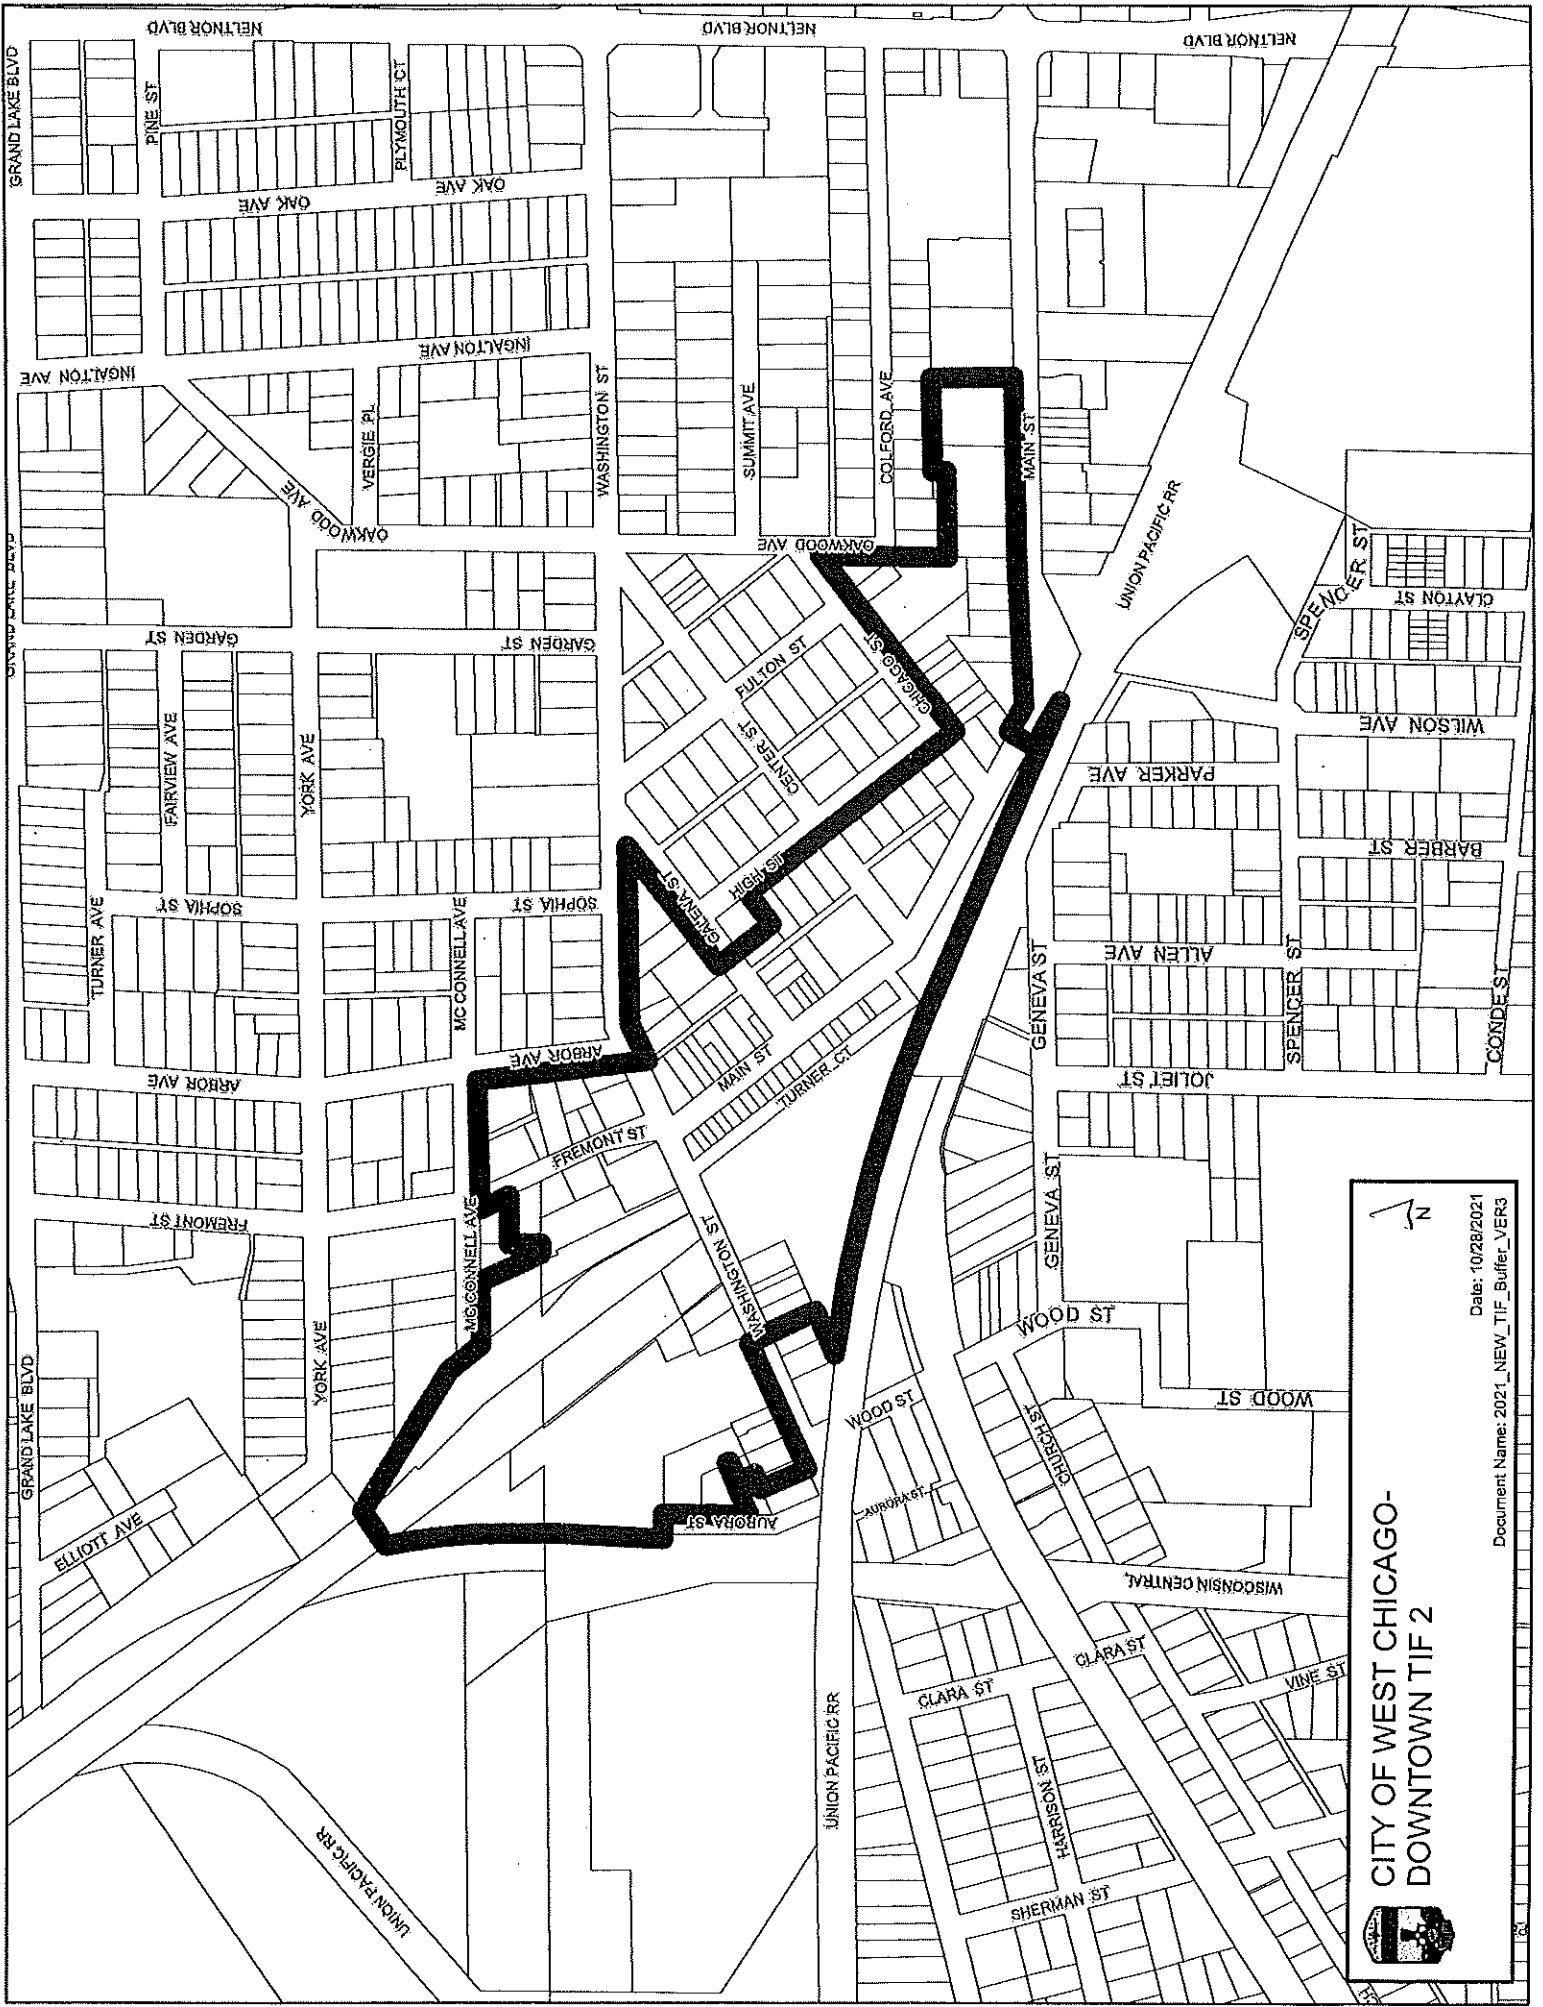 GRAND LAKE BLVD
NELTNOR BLVD
NELTNOR BLVD
NELTNOR BLVD
PINE ST
PLYMOUTH CT
OAK AVE
OAK AVE
INGALTON AVE
INGALTON AVE
VERGIE PL
WASHINGTON ST
SUMMIT AVE
COLFORD AVE
MAIN ST
OAKWOOD AVE
OAKWOOD
OAKWOOD AVE
UNION PACIFIC RR
GARDEN ST
GARDEN ST
FULTON ST
CHICAGO ST
CENTER ST
SPENCER ST
CLAYTON ST
WILSON AVE
PARKER AVE
BARBER ST
FAIRVIEW AVE
YORK AVE
TURNER AVE
SOPHIA ST
SOPHIA ST
MC CONNELL AVE
GALENA ST
HIGH ST
GENEVA ST
ALLEN AVE
SPENCER ST
CONDE ST
ARBOR AVE
ARBOR AVE
MAIN ST
TURNER CT
JOLIET ST
FREMONT ST
FREMONT ST
MC CONNELL AVE
WASHINGTON ST
GENEVA ST
WOOD ST
WOOD ST
WOOD ST
CHURCH ST
GRAND LAKE BLVD
YORK AVE
ELLIOTT AVE
AURORA ST
AURORA ST
WISCONSIN CENTRAL
UNION PACIFIC RR
UNION PACIFIC RR
CLARA ST
CLARA ST
VINE ST
HARRISON ST
SHERMAN ST
N
CITY OF WEST CHICAGO-
DOWNTOWN TIF 2
Date: 10/28/2021
Document Name: 2021_NEW_TIF_Buffer_VER3